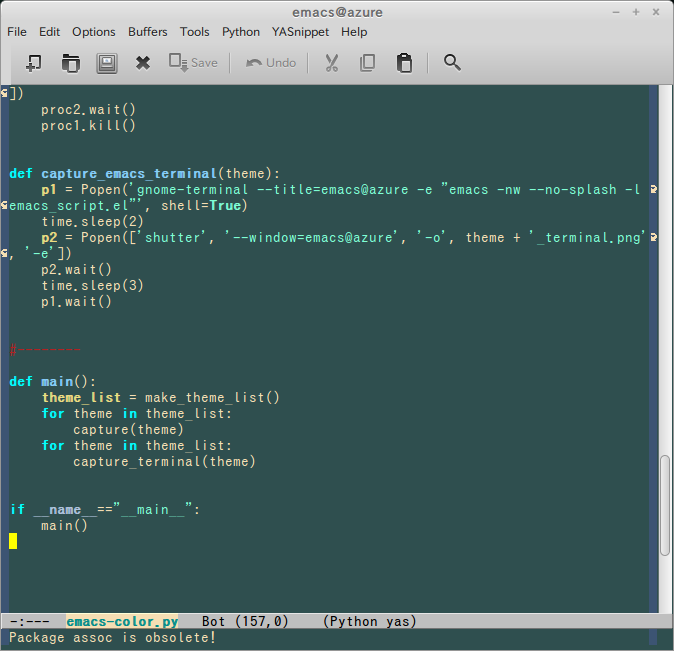 emacs@azure
File Edit Options Buffers Tools Python YASnippet Help
Save Undo
])
    proc2.wait()
    proc1.kill()
def capture_emacs_terminal(theme):
    p1 = Popen('gnome-terminal --title=emacs@azure -e "emacs -nw --no-splash -l
emacs_script.el"', shell=True)
    time.sleep(2)
    p2 = Popen(['shutter', '--window=emacs@azure', '-o', theme + '_terminal.png'
, '-e'])
    p2.wait()
    time.sleep(3)
    p1.wait()
#--------
def main():
    theme_list = make_theme_list()
    for theme in theme_list:
        capture(theme)
    for theme in theme_list:
        capture_terminal(theme)
if __name__=="__main__":
    main()
-:--- emacs-color.py Bot (157,0) (Python yas)
Package assoc is obsolete!